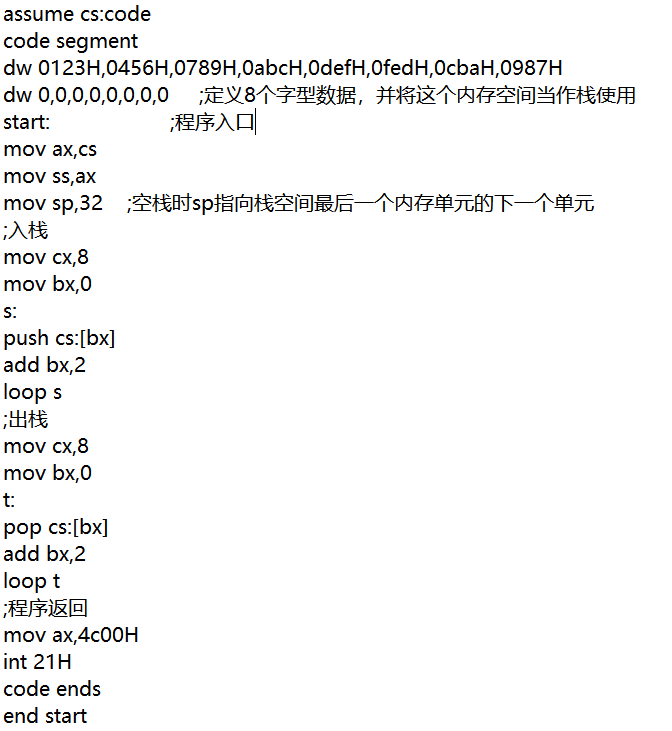 assume cs:code
code segment
dw 0123H,0456H,0789H,0abcH,0defH,0fedH,0cbaH,0987H
dw 0,0,0,0,0,0,0,0 ;定义8个字型数据，并将这个内存空间当作栈使用
start: ;程序入口
mov ax,cs
mov ss,ax
mov sp,32 ;空栈时sp指向栈空间最后一个内存单元的下一个单元
;入栈
mov cx,8
mov bx,0
s:
push cs:[bx]
add bx,2
loop s
;出栈
mov cx,8
mov bx,0
t:
pop cs:[bx]
add bx,2
loop t
;程序返回
mov ax,4c00H
int 21H
code ends
end start